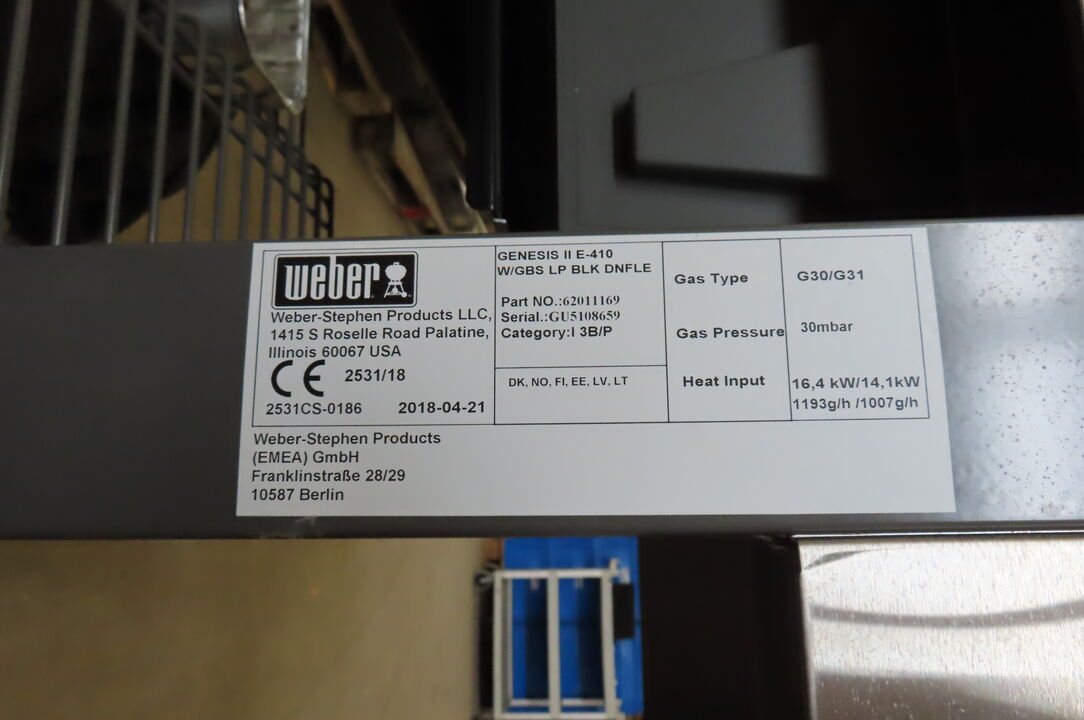 weber
Weber-Stephen Products LLC,
1415 S Roselle Road Palatine,
Illinois 60067 USA
CE 2531/18
2531CS-0186 2018-04-21
GENESIS II E-410
W/GBS LP BLK DNFLE
Part NO.:62011169
Serial.:GU5108659
Category:I 3B/P
DK, NO, FI, EE, LV, LT
Gas Type G30/G31
Gas Pressure 30mbar
Heat Input 16,4 kW/14,1kW
1193g/h /1007g/h
Weber-Stephen Products
(EMEA) GmbH
Franklinstraße 28/29
10587 Berlin